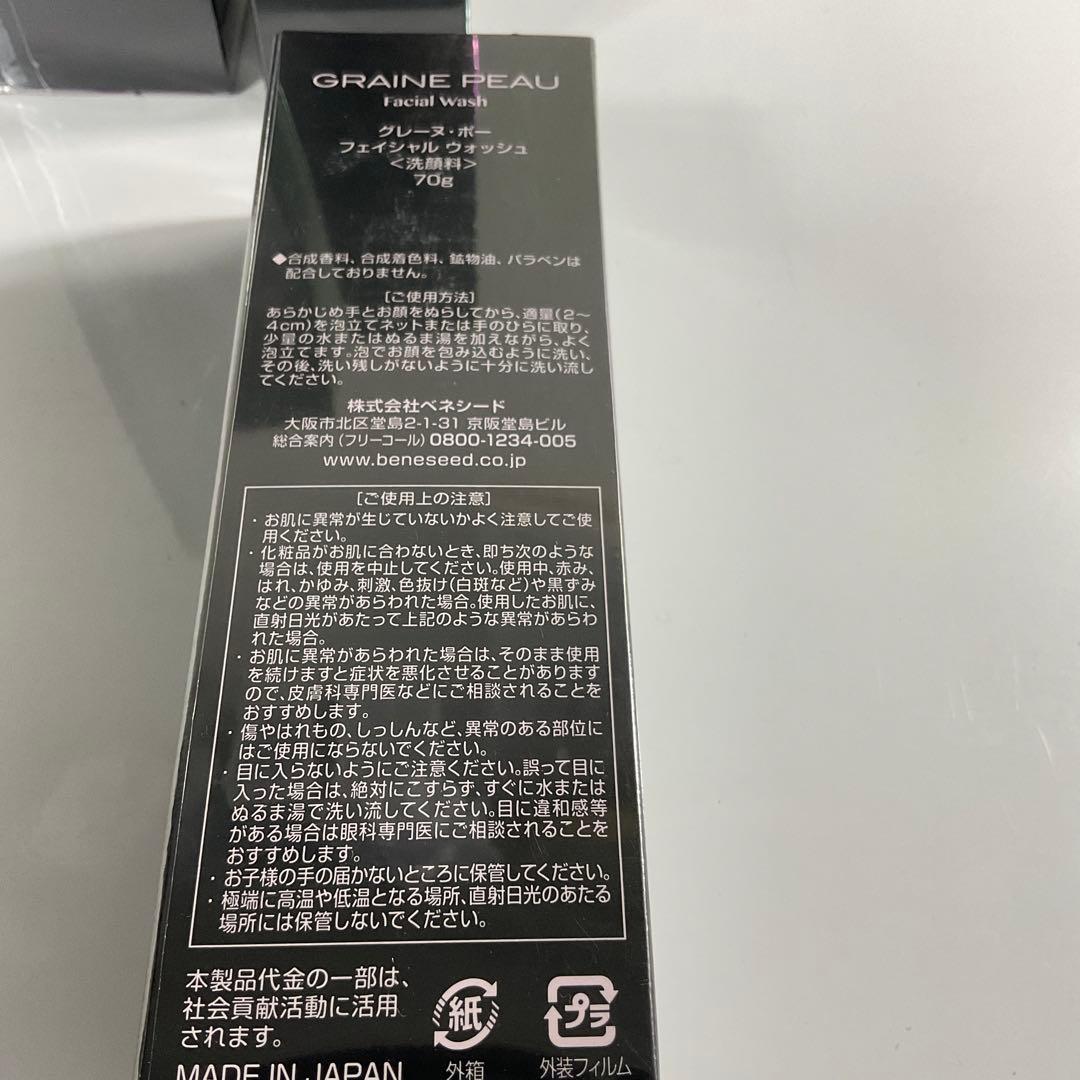 GRAINE PEAU
Facial Wash
グレーヌ・ポー
フェイシャル ウォッシュ
＜洗顔料＞
70g
◆合成香料、合成着色料、鉱物油、パラベンは
配合しておりません。
［ご使用方法］
あらかじめ手とお顔をぬらしてから、適量（2〜
4cm）を泡立てネットまたは手のひらに取り、
少量の水またはぬるま湯を加えながら、よく
泡立てます。泡でお顔を包み込むように洗い、
その後、洗い残しがないように十分に洗い流し
てください。
株式会社ベネシード
大阪市北区堂島2-1-31 京阪堂島ビル
総合案内（フリーコール）0800-1234-005
www.beneseed.co.jp
［ご使用上の注意］
・お肌に異常が生じていないかよく注意してご使
用ください。
・化粧品がお肌に合わないとき、即ち次のような
場合は、使用を中止してください。使用中、赤み、
はれ、かゆみ、刺激、色抜け（白斑など）や黒ずみ
などの異常があらわれた場合。使用したお肌に、
直射日光があたって上記のような異常があらわ
れた場合。
・お肌に異常があらわれた場合は、そのまま使用
を続けますと症状を悪化させることがあります
ので、皮膚科専門医などにご相談されることを
おすすめします。
・傷やはれもの、しっしんなど、異常のある部位に
はご使用にならないでください。
・目に入らないようにご注意ください。誤って目に
入った場合は、絶対にこすらず、すぐに水または
ぬるま湯で洗い流してください。目に違和感等
がある場合は眼科専門医にご相談されることを
おすすめします。
・お子様の手の届かないところに保管してください。
・極端に高温や低温となる場所、直射日光のあたる
場所には保管しないでください。
本製品代金の一部は、
社会貢献活動に活用
されます。
MADE IN JAPAN
紙
外箱
プラ
外装フィルム